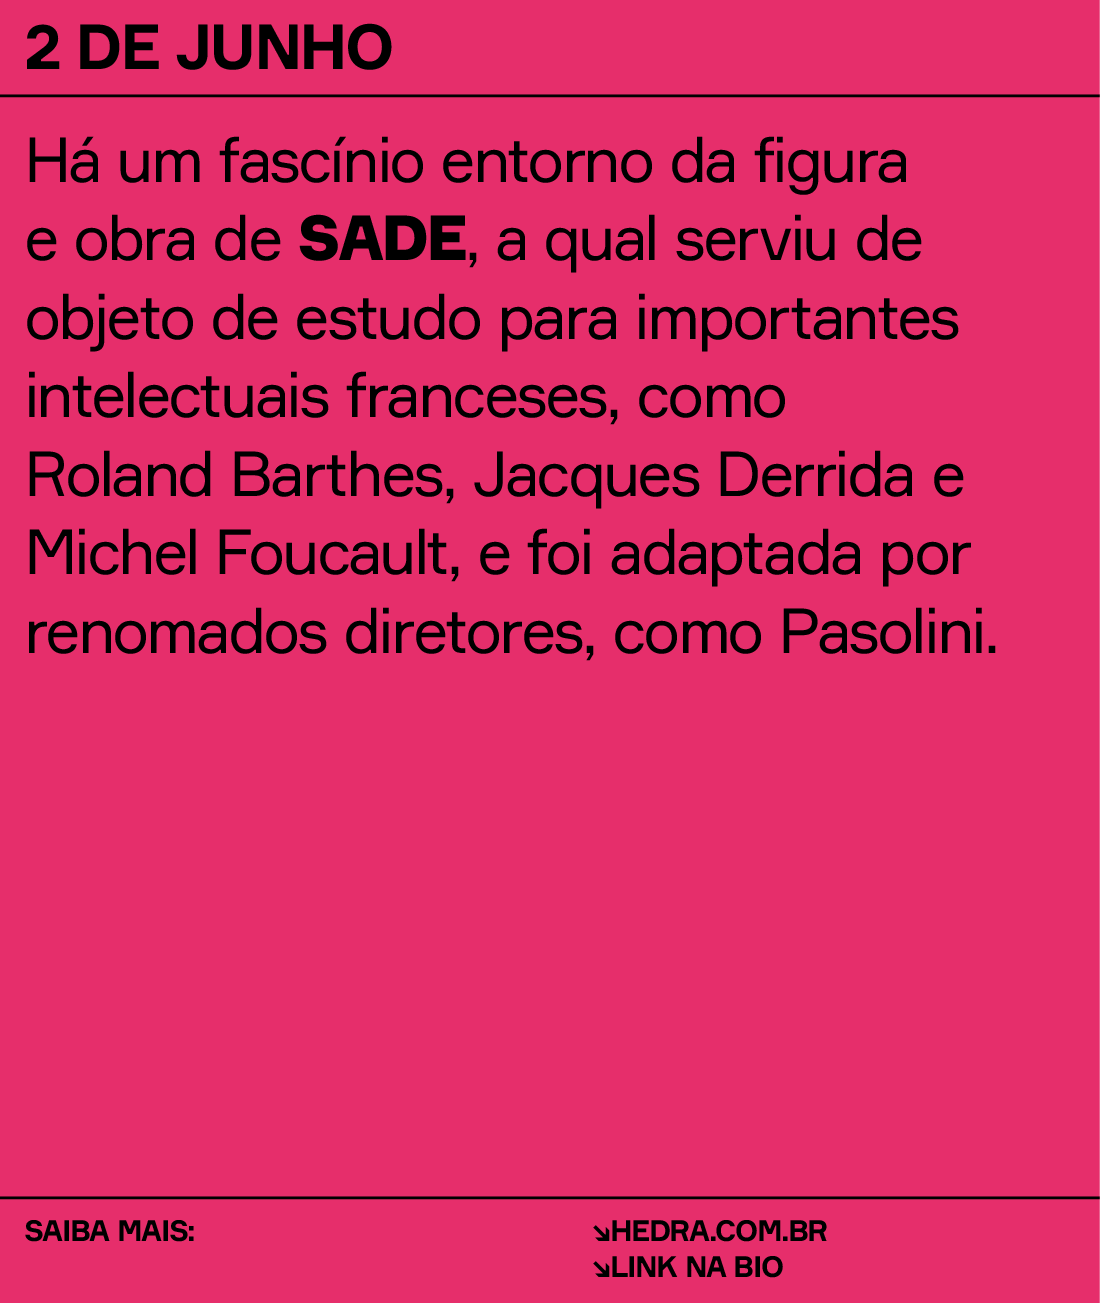 2 DE JUNHO
Há um fascínio entorno da figura
e obra de SADE, a qual serviu de
objeto de estudo para importantes
intelectuais franceses, como
Roland Barthes, Jacques Derrida e
Michel Foucault, e foi adaptada por
renomados diretores, como Pasolini.
SAIBA MAIS:
↘HEDRA.COM.BR
↘LINK NA BIO